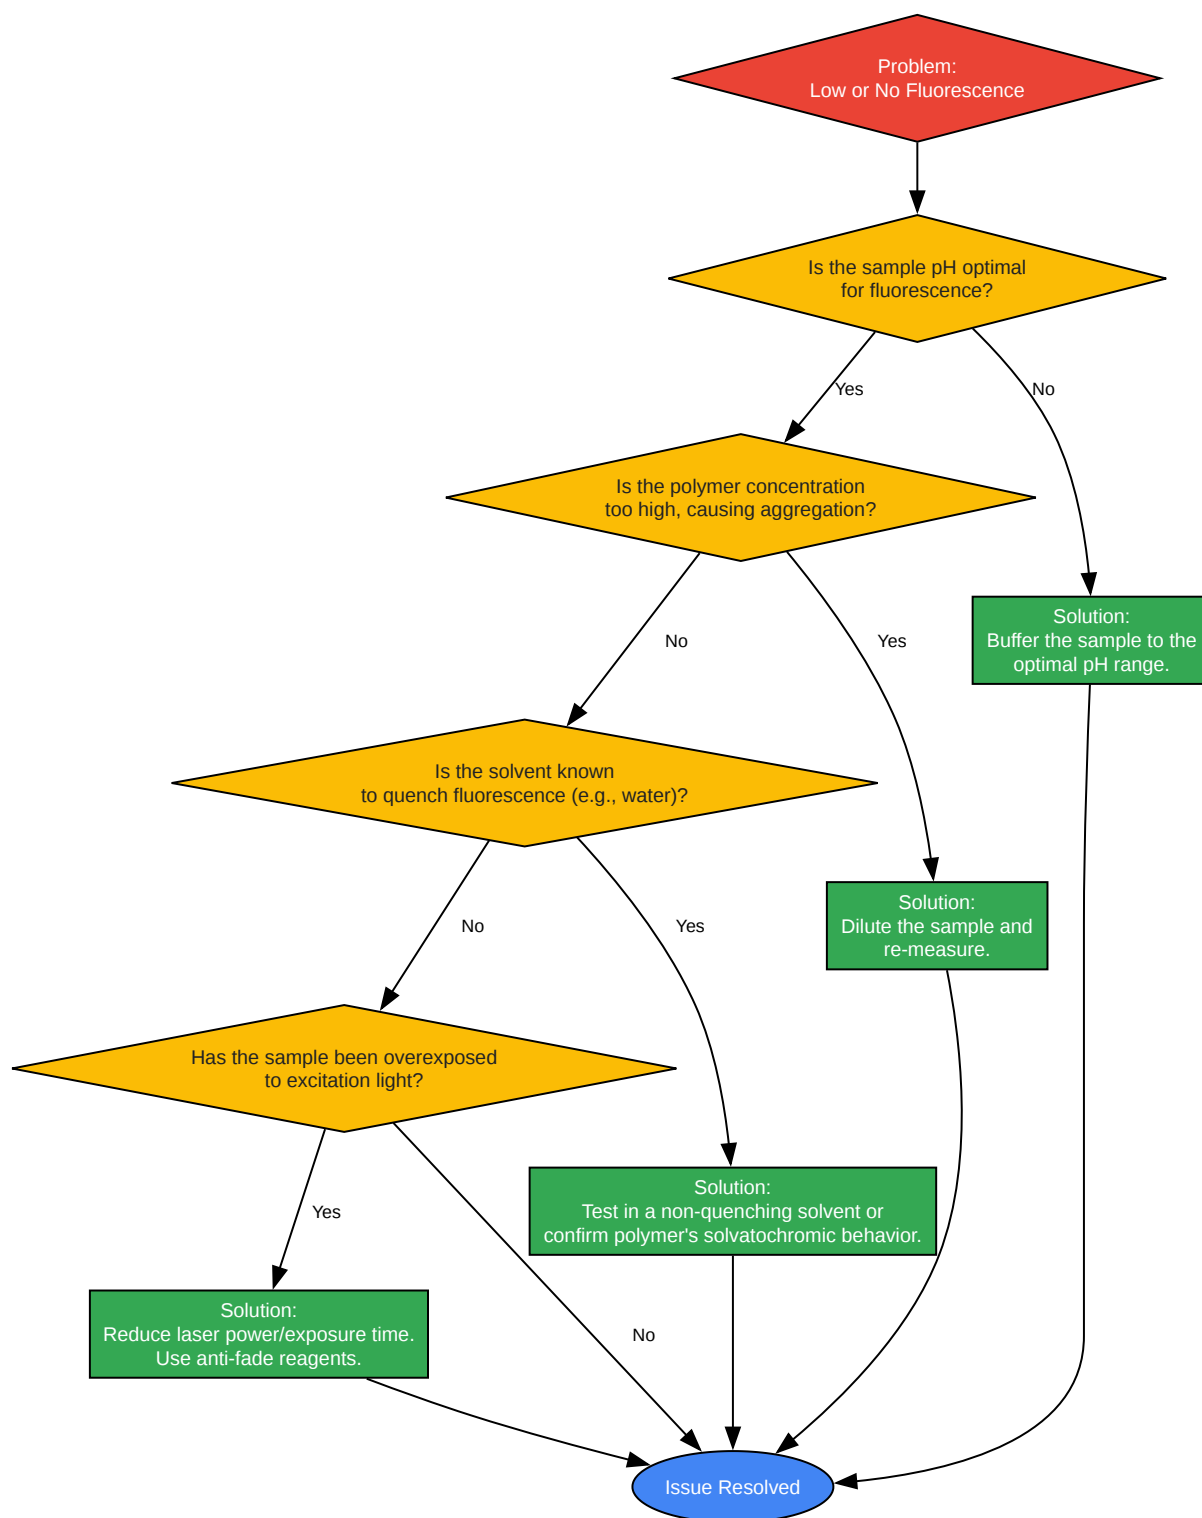 Problem:
Low or No Fluorescence
Is the sample pH optimal
for fluorescence?
Yes
No
Is the polymer concentration
too high, causing aggregation?
Solution:
Buffer the sample to the
optimal pH range.
No
Yes
Is the solvent known
to quench fluorescence (e.g., water)?
Solution:
Dilute the sample and
re-measure.
No
Yes
Has the sample been overexposed
to excitation light?
Solution:
Test in a non-quenching solvent or
confirm polymer's solvatochromic behavior.
Yes
No
Solution:
Reduce laser power/exposure time.
Use anti-fade reagents.
Issue Resolved